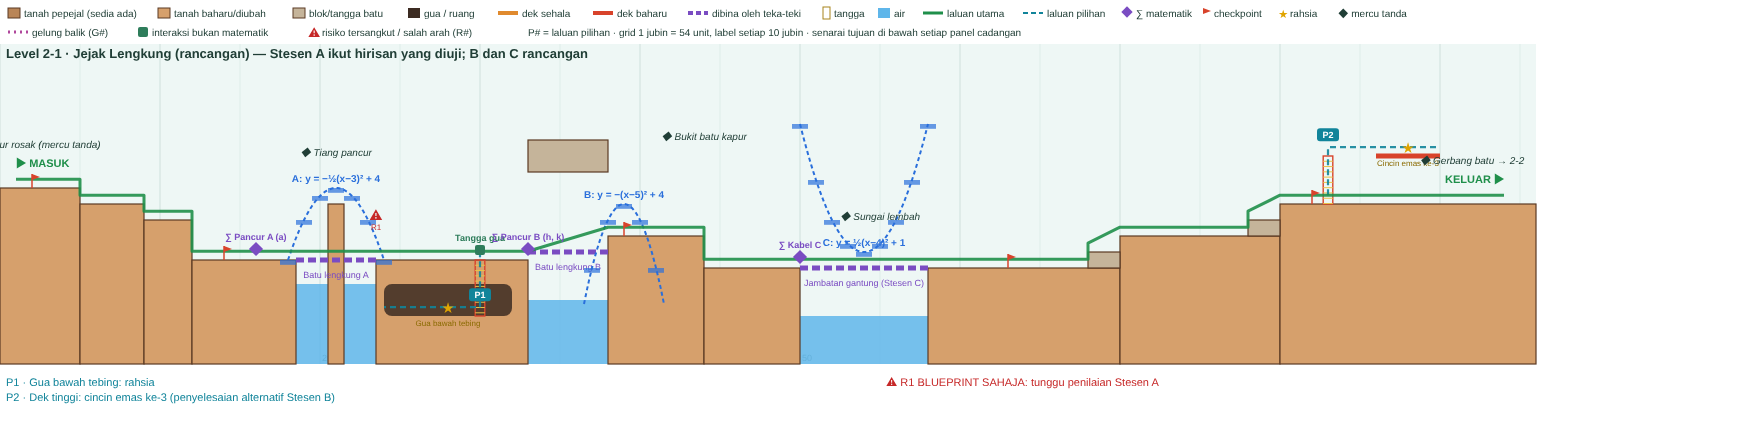 tanah pepejal (sedia ada) tanah baharu/diubah blok/tangga batu gua / ruang dek sehala dek baharu dibina oleh teka-teki tangga air laluan utama laluan pilihan ∑ matematik checkpoint rahsia mercu tanda
gelung balik (G#) interaksi bukan matematik risiko tersangkut / salah arah (R#) P# = laluan pilihan · grid 1 jubin = 54 unit, label setiap 10 jubin · senarai tujuan di bawah setiap panel cadangan
Level 2-1 · Jejak Lengkung (rancangan) — Stesen A ikut hirisan yang diuji; B dan C rancangan
ur rosak (mercu tanda)
MASUK
Tiang pancur
A: y = −½(x−3)² + 4
R1
∑ Pancur A (a)
Batu lengkung A
Tangga gua
P1
Gua bawah tebing
∑ Pancur B (h, k)
Batu lengkung B
B: y = −(x−5)² + 4
Bukit batu kapur
Sungai lembah
∑ Kabel C
C: y = ½(x−4)² + 1
Jambatan gantung (Stesen C)
P2
Cincin emas ke-3
Gerbang batu → 2-2
KELUAR
P1 · Gua bawah tebing: rahsia
R1 BLUEPRINT SAHAJA: tunggu penilaian Stesen A
P2 · Dek tinggi: cincin emas ke-3 (penyelesaian alternatif Stesen B)